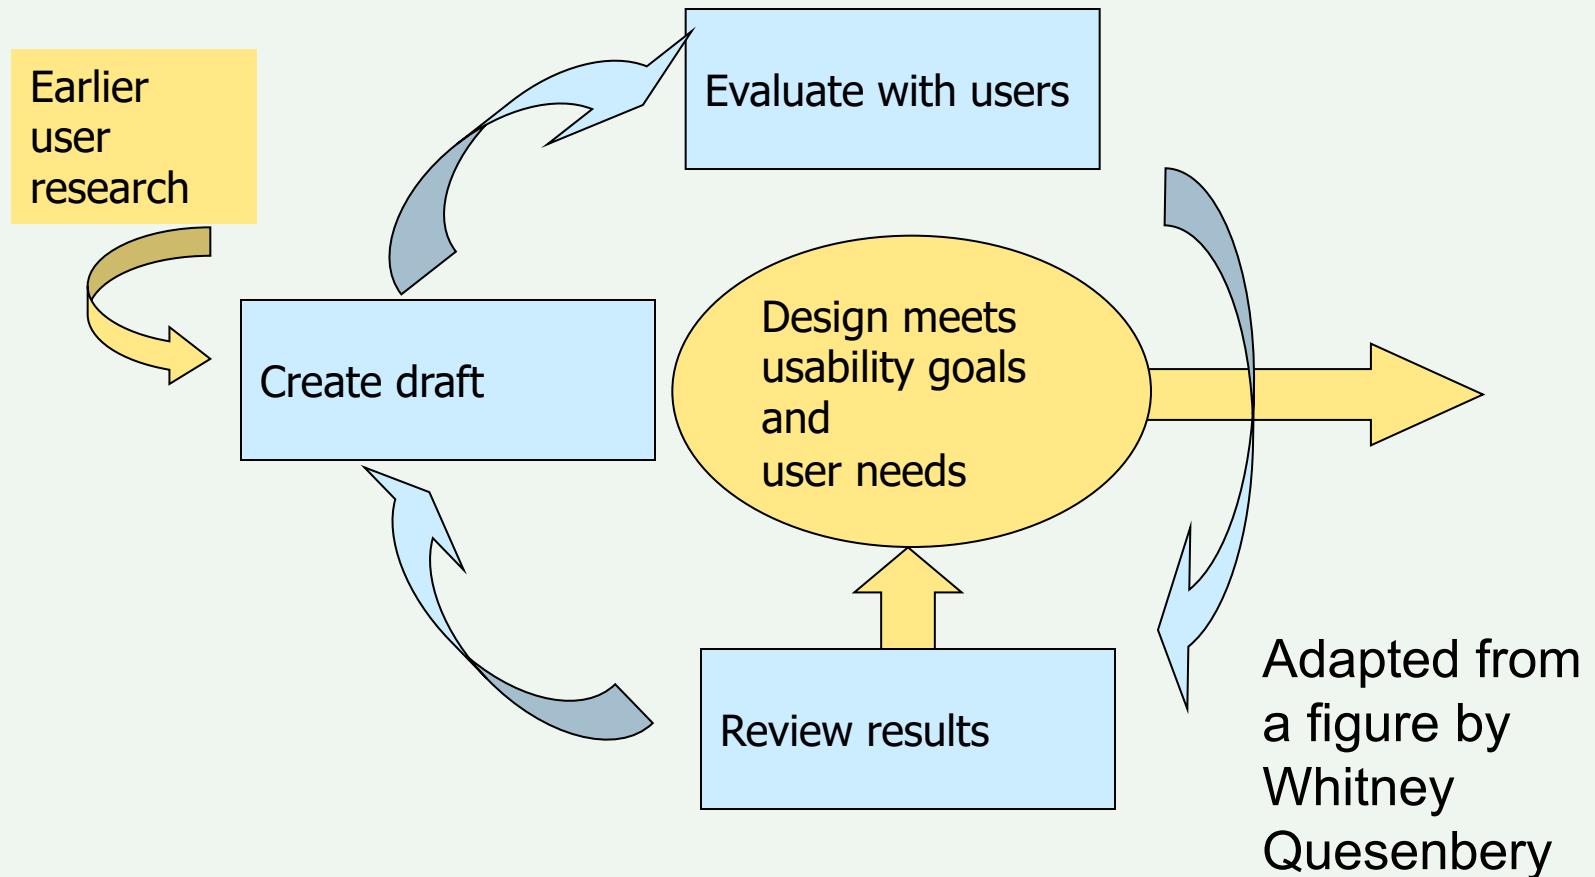 Earlier
user
research
Evaluate with users
Create draft
Design meets
usability goals
and
user needs
Review results
Adapted from
a figure by
Whitney
Quesenbery